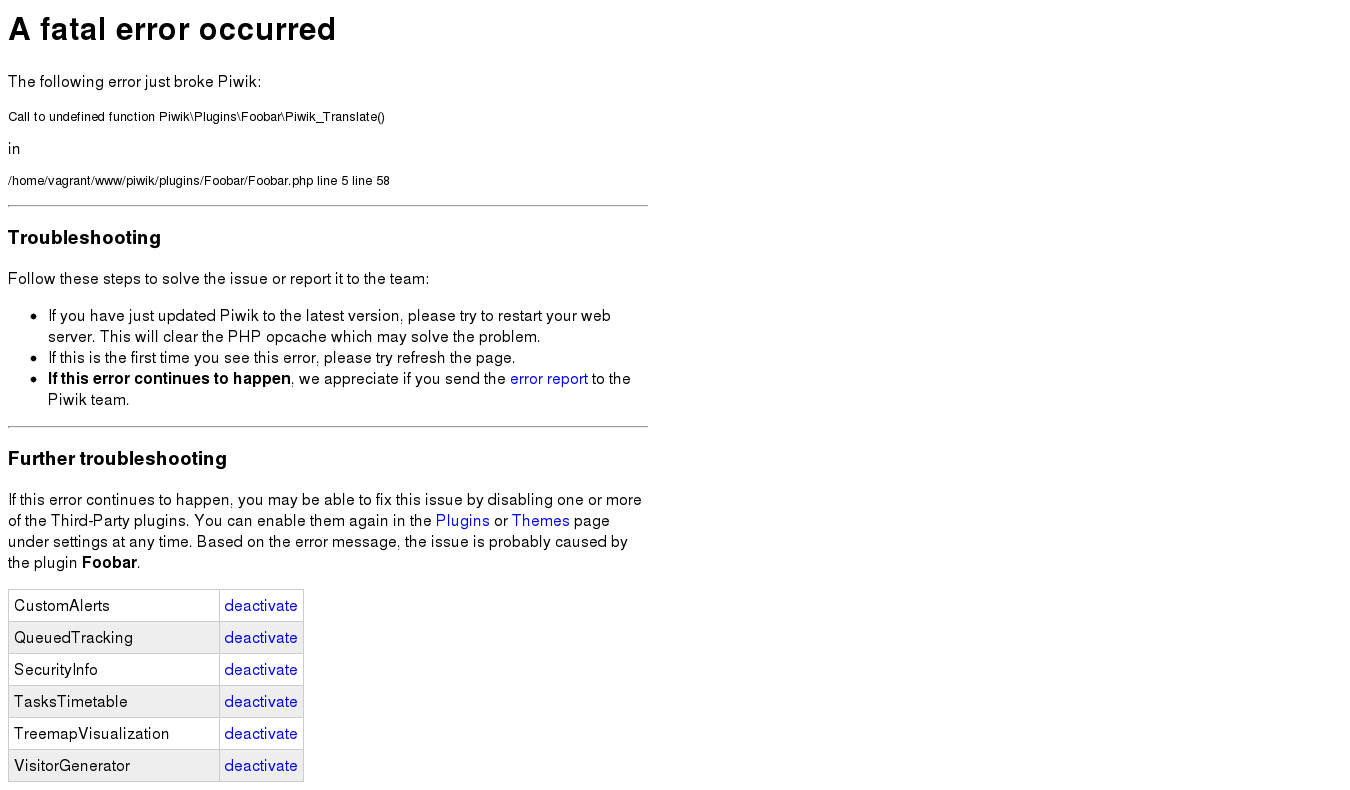 A fatal error occurred
The following error just broke Piwik:
Call to undefined function Piwik\Plugins\Foobar\Piwik_Translate()
in
/home/vagrant/www/piwik/plugins/Foobar/Foobar.php line 5 line 58
Troubleshooting
Follow these steps to solve the issue or report it to the team:
• If you have just updated Piwik to the latest version, please try to restart your web
server. This will clear the PHP opcache which may solve the problem.
• If this is the first time you see this error, please try refresh the page.
• If this error continues to happen, we appreciate if you send the error report to the
Piwik team.
Further troubleshooting
If this error continues to happen, you may be able to fix this issue by disabling one or more
of the Third-Party plugins. You can enable them again in the Plugins or Themes page
under settings at any time. Based on the error message, the issue is probably caused by
the plugin Foobar.
CustomAlerts deactivate
QueuedTracking deactivate
SecurityInfo deactivate
TasksTimetable deactivate
TreemapVisualization deactivate
VisitorGenerator deactivate